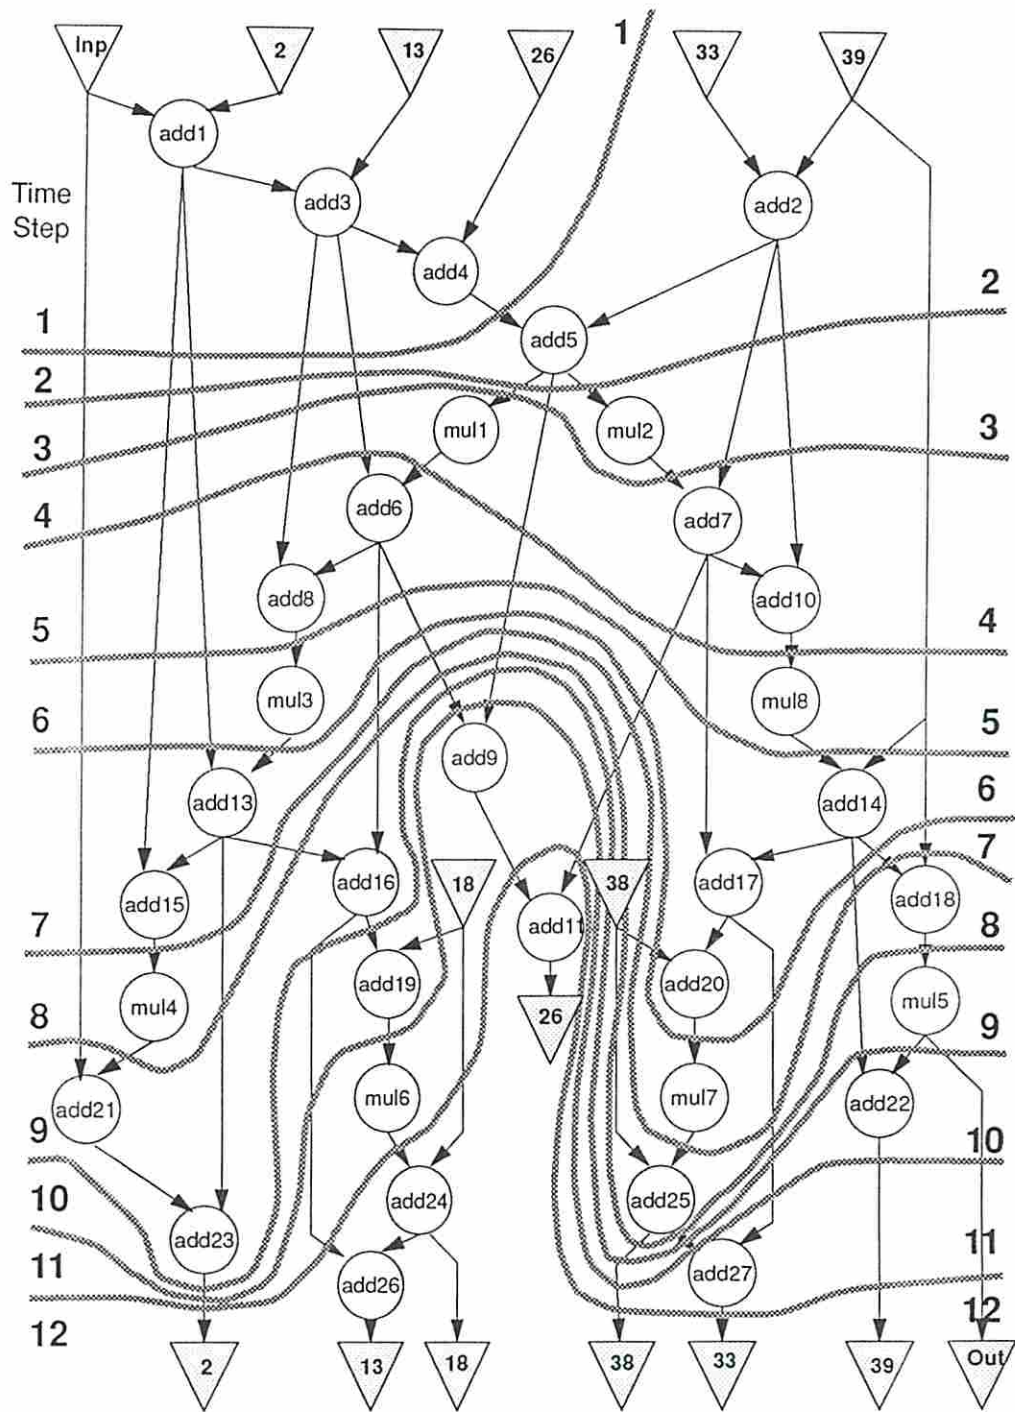 Inp 2 13 26 1 33 39
add1
Time
Step
add3 add2
add4
1 2
add5
2
3 mul1 mul2 3
4 add6 add7
add8 add10
5 4
mul3 mul8
6 add9 5
add13 add14 6
7
add15 add16 18 add11 38 add17 add18
7 8
mul4 add19 26 add20 mul5
8 9
add21 mul6 mul7 add22
9 10
10 add23 add24 add25
11 add26 add27 11
12 12
2 13 18 38 33 39 Out